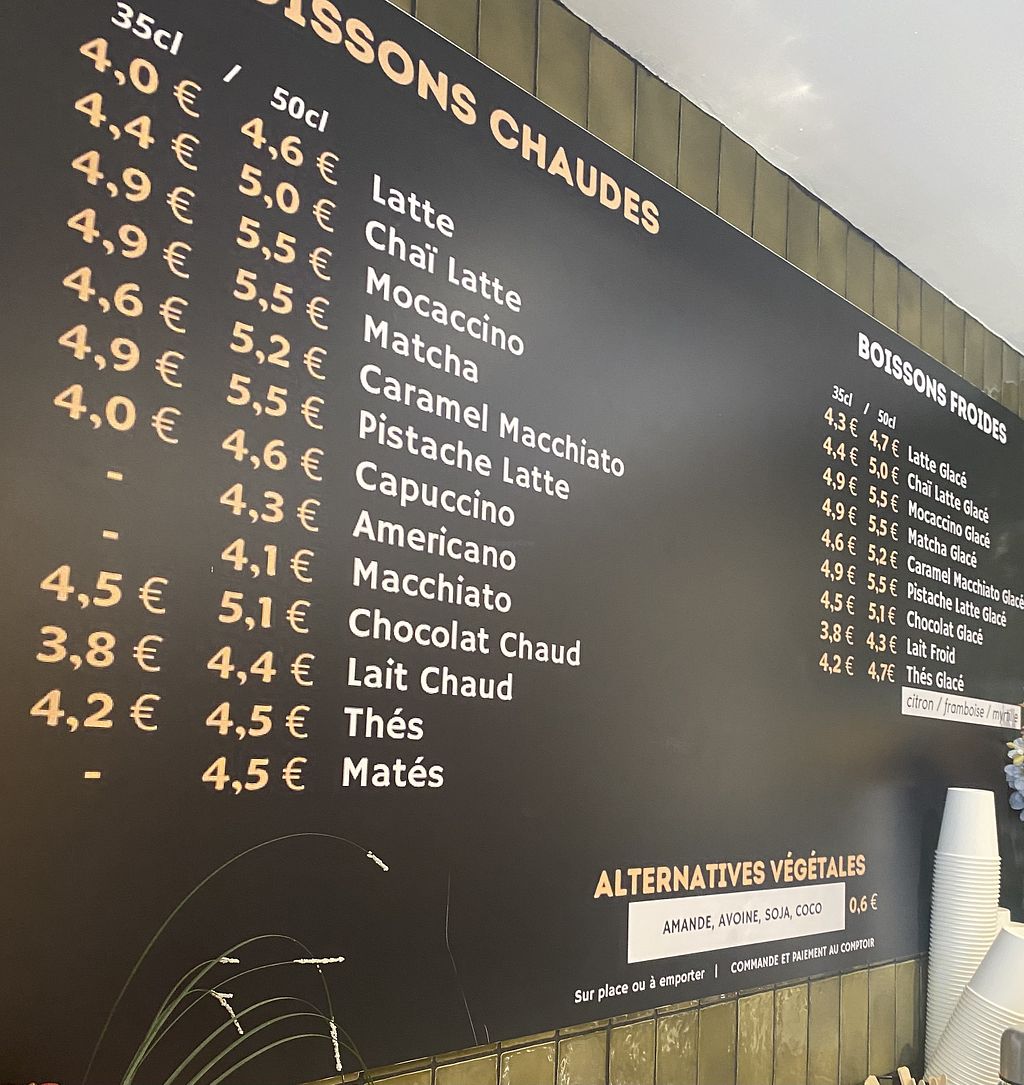 BOISSONS CHAUDES
35cl / 50cl
4,0 € 4,6 € Latte
4,4 € 5,0 € Chaï Latte
4,9 € 5,5 € Mocaccino
4,9 € 5,5 € Matcha
4,6 € 5,2 € Caramel Macchiato
4,9 € 5,5 € Pistache Latte
4,0 € 4,6 € Capuccino
- 4,3 € Americano
- 4,1 € Macchiato
4,5 € 5,1 € Chocolat Chaud
3,8 € 4,4 € Lait Chaud
4,2 € 4,5 € Thés
- 4,5 € Matés
BOISSONS FROIDES
35cl / 50cl
4,3 € 4,7 € Latte Glacé
4,4 € 5,0 € Chaï Latte Glacé
4,9 € 5,5 € Mocaccino Glacé
4,9 € 5,5 € Matcha Glacé
4,6 € 5,2 € Caramel Macchiato Glacé
4,9 € 5,5 € Pistache Latte Glacé
4,5 € 5,1 € Chocolat Glacé
3,8 € 4,3 € Lait Froid
4,2 € 4,7€ Thés Glacé
citron / framboise / myrtille
ALTERNATIVES VÉGÉTALES
AMANDE, AVOINE, SOJA, COCO 0,6 €
Sur place ou à emporter | COMMANDE ET PAIEMENT AU COMPTOIR